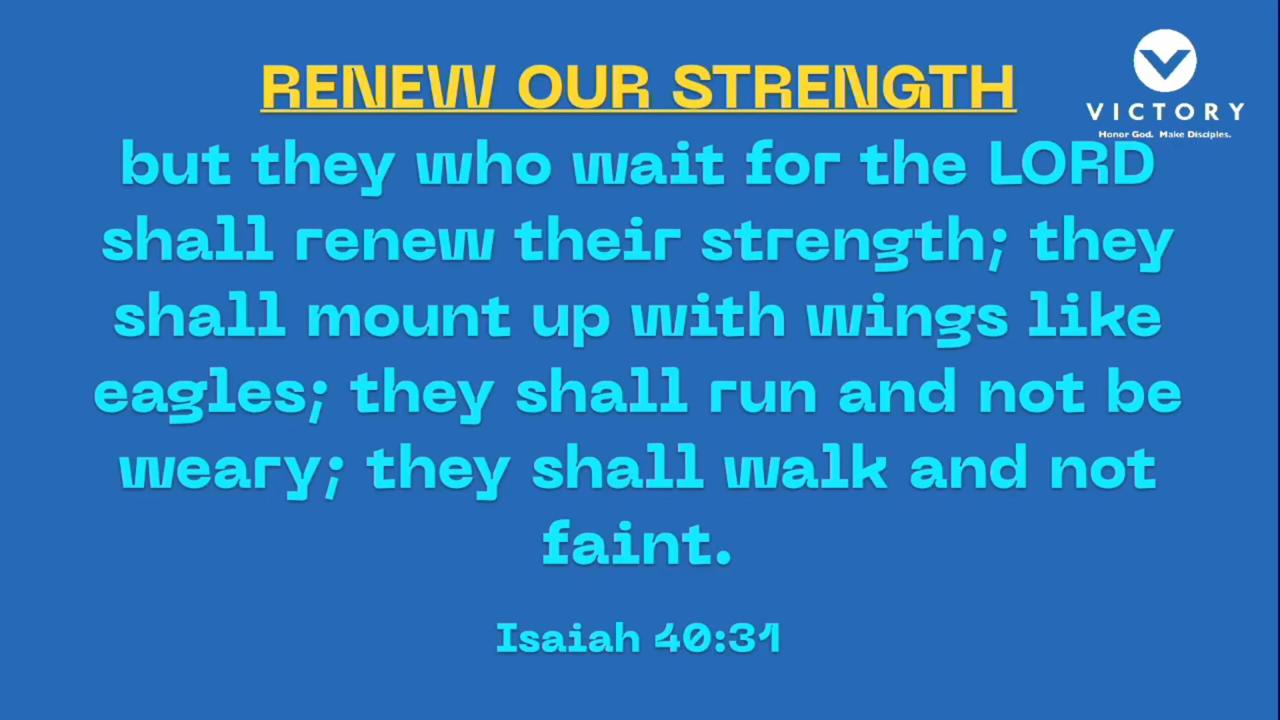 RENEW OUR STRENGTH
VICTORY
Honor God. Make Disciples.
but they who wait for the LORD
shall renew their strength; they
shall mount up with wings like
eagles; they shall run and not be
weary; they shall walk and not
faint.
Isaiah 40:31